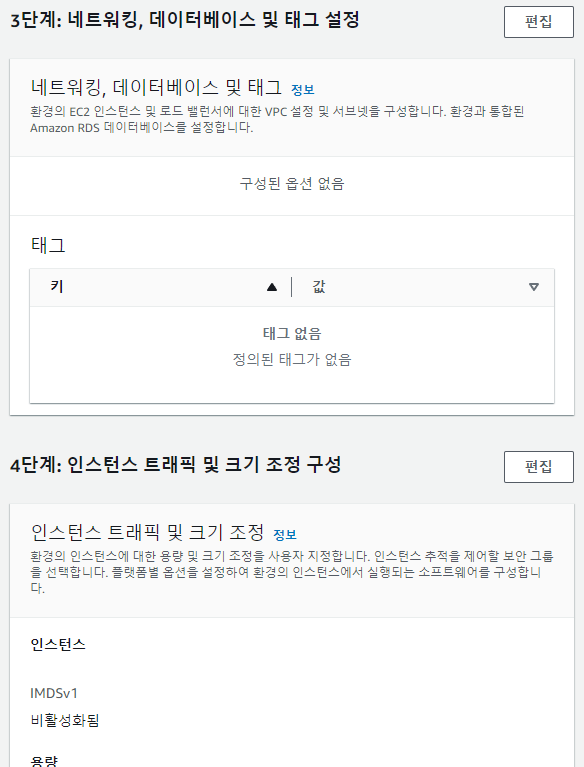 3단계: 네트워킹, 데이터베이스 및 태그 설정
편집
네트워킹, 데이터베이스 및 태그 정보
환경의 EC2 인스턴스 및 로드 밸런서에 대한 VPC 설정 및 서브넷을 구성합니다. 환경과 통합된
Amazon RDS 데이터베이스를 설정합니다.
구성된 옵션 없음
태그
키 ▲ 값 ▽
태그 없음
정의된 태그가 없음
4단계: 인스턴스 트래픽 및 크기 조정 구성
편집
인스턴스 트래픽 및 크기 조정 정보
환경의 인스턴스에 대한 용량 및 크기 조정을 사용자 지정합니다. 인스턴스 추적을 제어할 보안 그룹
을 선택합니다. 플랫폼별 옵션을 설정하여 환경의 인스턴스에서 실행되는 소프트웨어를 구성합니
다.
인스턴스
IMDSv1
비활성화됨
용량